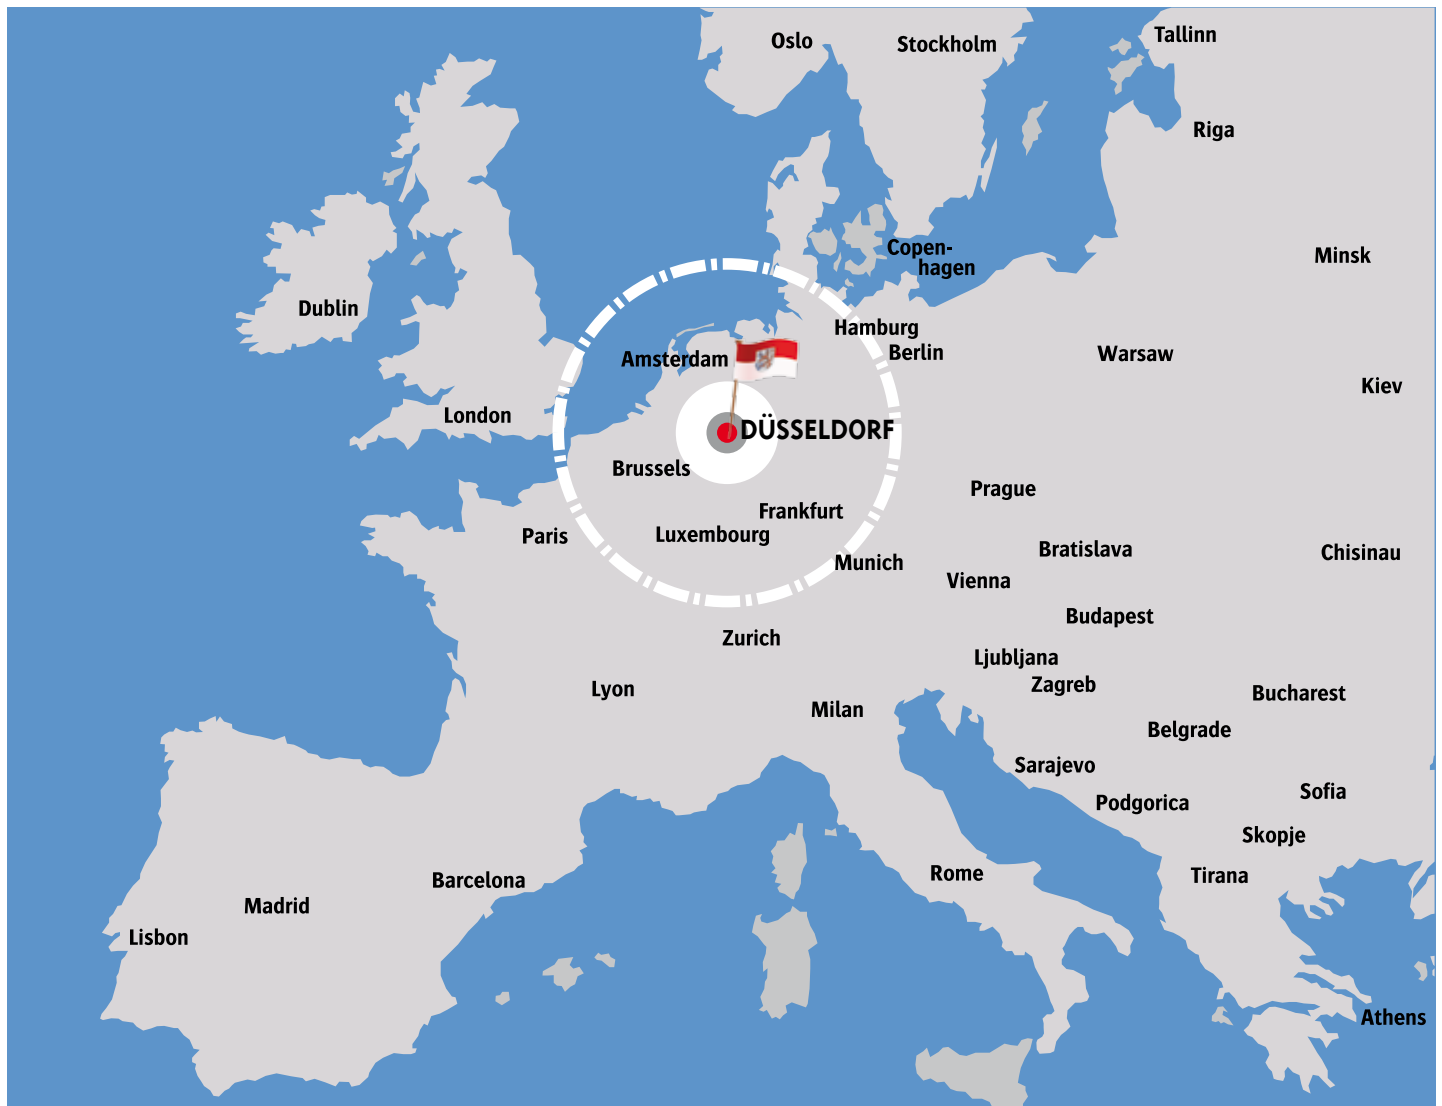 Tallinn
Oslo
Stockholm
Riga
Copen-
hagen
Minsk
Dublin
Hamburg
Berlin
Warsaw
Amsterdam
Kiev
London
DÜSSELDORF
Brussels
Prague
Frankfurt
Paris
Luxembourg
Bratislava
Chisinau
Munich
Vienna
Budapest
Zurich
Ljubljana
Zagreb
Lyon
Bucharest
Milan
Belgrade
Sarajevo
Sofia
Podgorica
Skopje
Rome
Tirana
Barcelona
Madrid
Lisbon
Athens